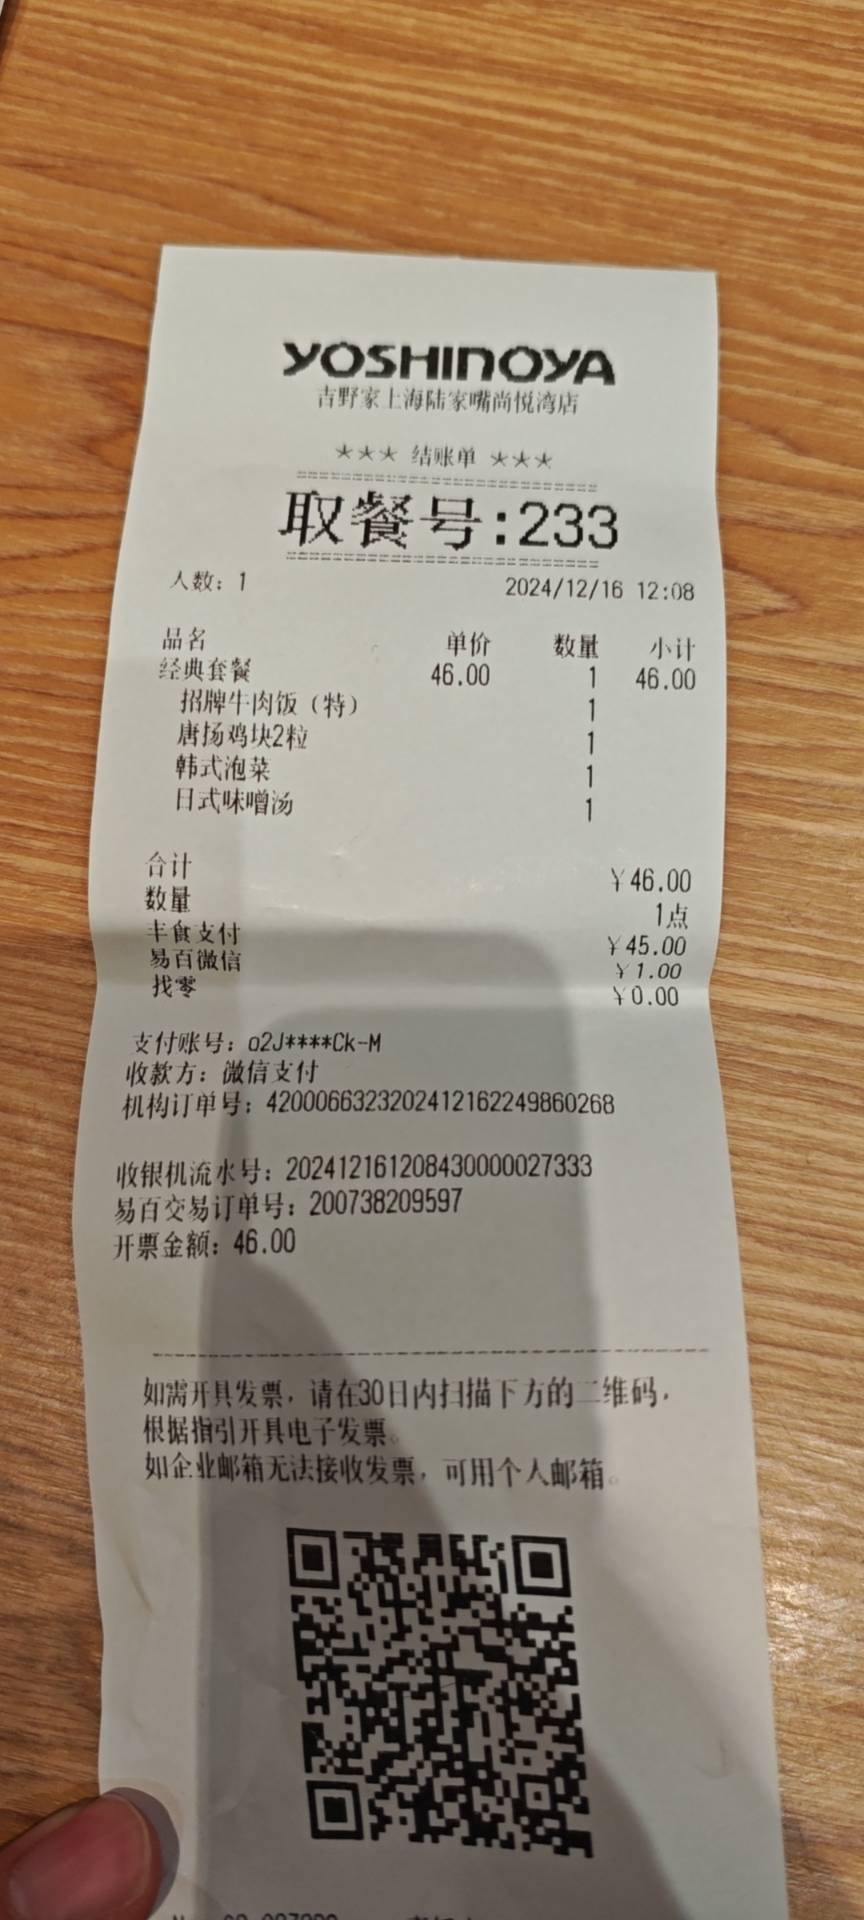 YOSHINOYA
吉野家上海陆家嘴尚悦湾店
*** 结账单 ***
取餐号:233
人数: 1 2024/12/16 12:08
品名 单价 数量 小计
经典套餐 46.00 1 46.00
招牌牛肉饭（特） 1
唐扬鸡块2粒 1
韩式泡菜 1
日式味噌汤 1
合计 ¥46.00
数量 1点
丰食支付 ¥45.00
易百微信 ¥1.00
找零 ¥0.00
支付账号: o2J****Ck-M
收款方: 微信支付
机构订单号: 4200066323202412162249860268
收银机流水号: 2024121612084300000 27333
易百交易订单号: 200738209597
开票金额: 46.00
如需开具发票，请在30日内扫描下方的二维码，
根据指引开具电子发票。
如企业邮箱无法接收发票，可用个人邮箱。